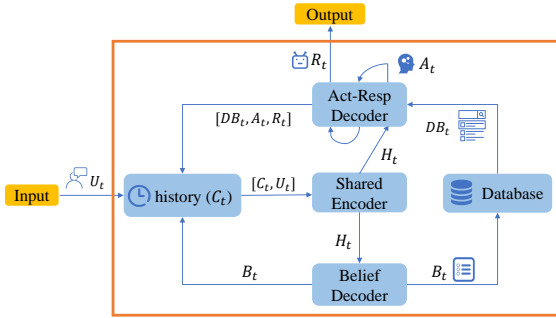 Output
$R_t$
$A_t$
Act-Resp
Decoder
$[DB_t, A_t, R_t]$
$DB_t$
$H_t$
$U_t$
$[C_t, U_t]$
Input
history ($C_t$)
Shared
Encoder
Database
$H_t$
$B_t$
Belief
Decoder
$B_t$